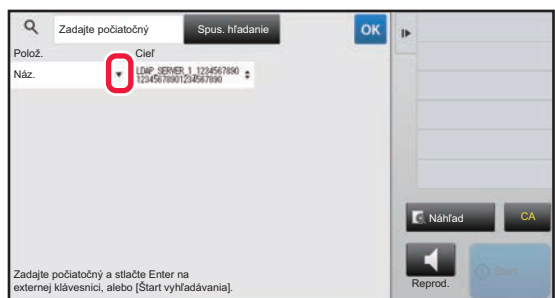 Zadajte počiatočný
Spus. hľadanie
OK
Polož.
Cieľ
Náz.
LDAP_SERVER_1_1234567890
12345678901234567890
Náhľad
CA
Reprod.
Štart
Zadajte počiatočný a stlačte Enter na
externej klávesnici, alebo [Štart vyhľadávania].